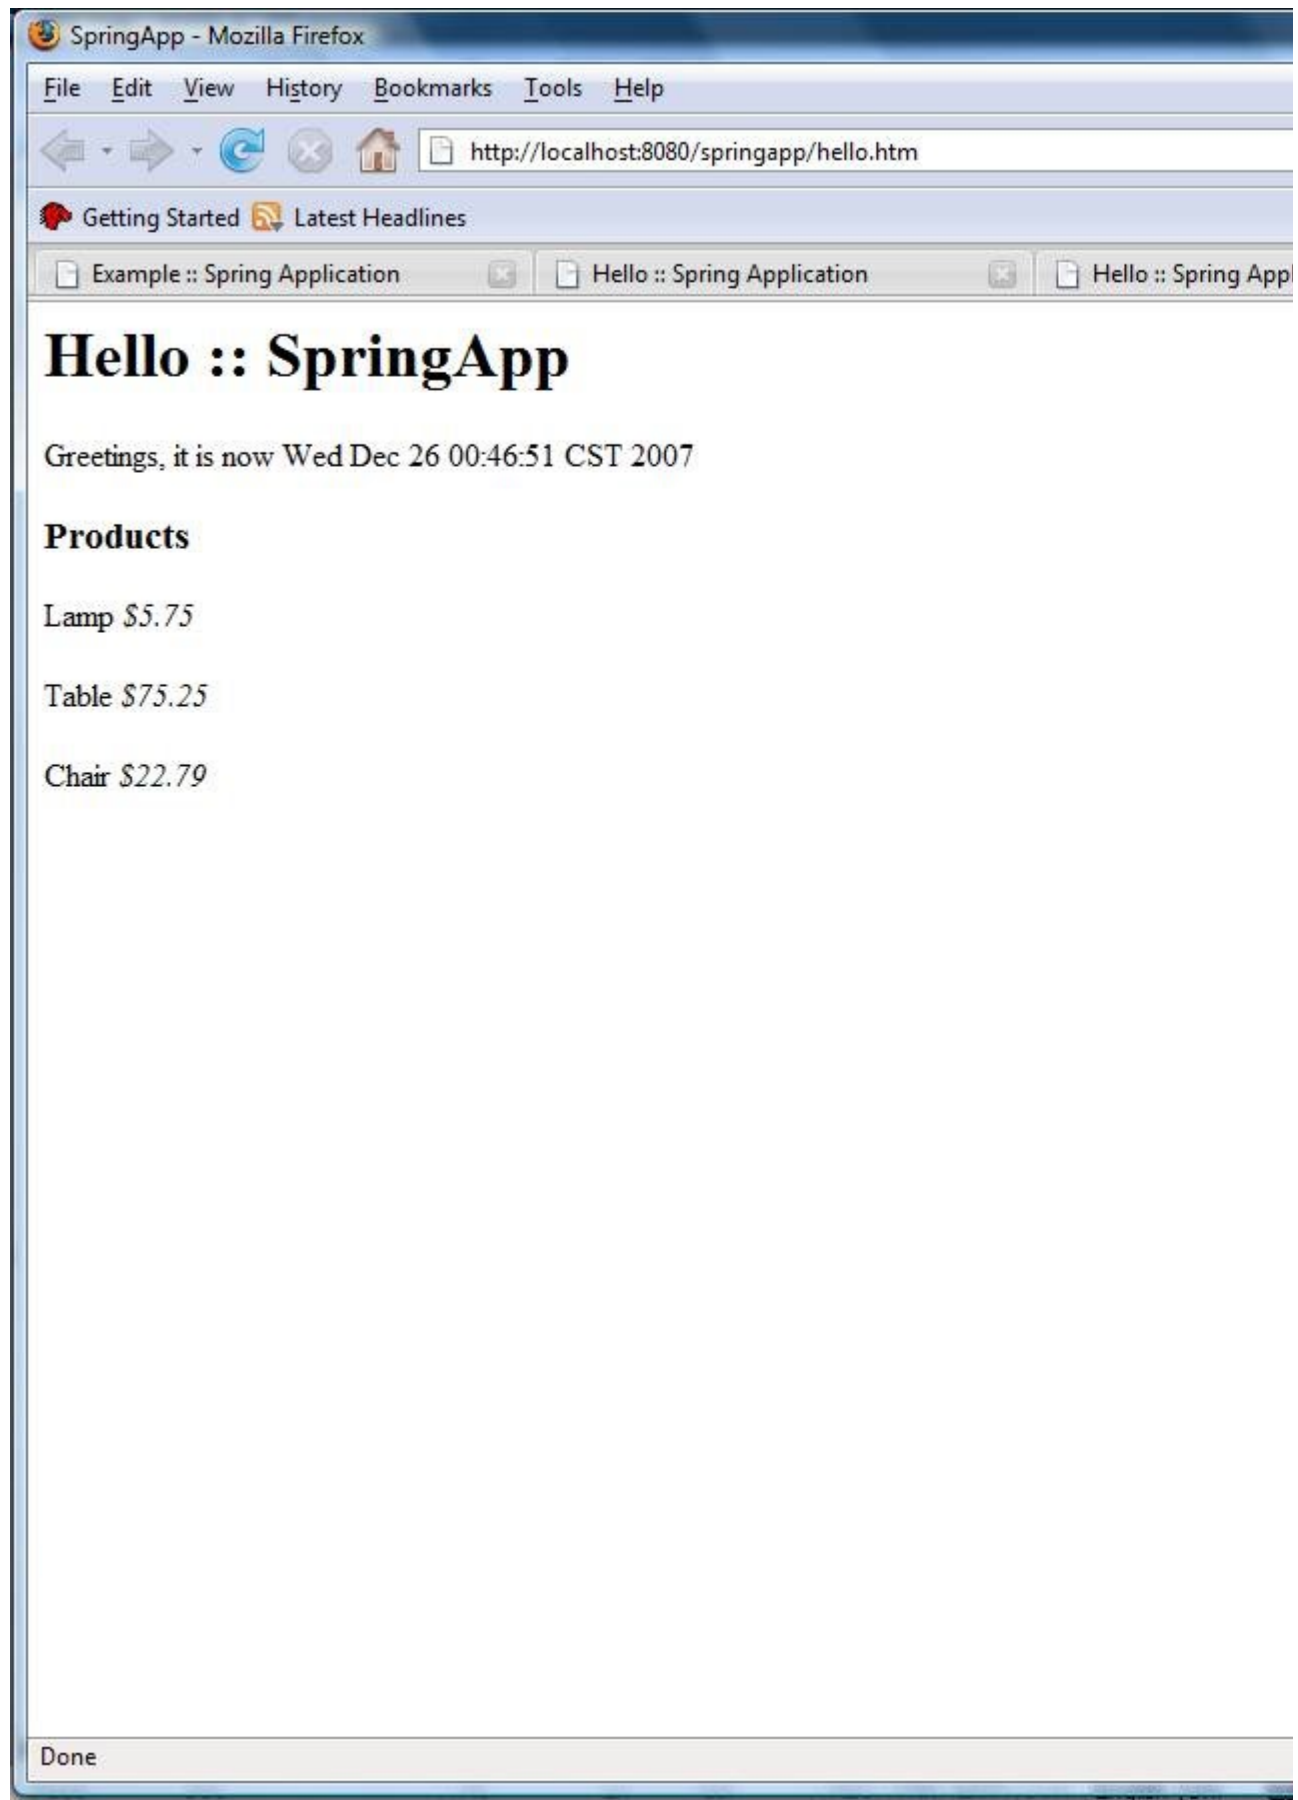 SpringApp - Mozilla Firefox
File Edit View History Bookmarks Tools Help
http://localhost:8080/springapp/hello.htm
Getting Started Latest Headlines
Example :: Spring Application Hello :: Spring Application Hello :: Spring Appl
Hello :: SpringApp
Greetings, it is now Wed Dec 26 00:46:51 CST 2007
Products
Lamp $5.75
Table $75.25
Chair $22.79
Done